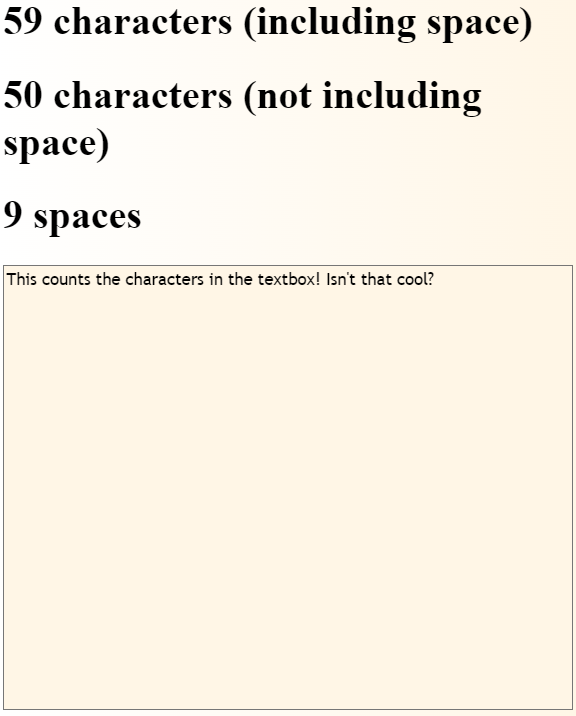 59 characters (including space)
50 characters (not including
space)
9 spaces
This counts the characters in the textbox! Isn't that cool?